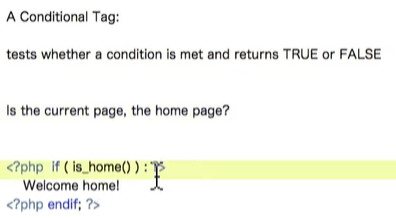 A Conditional Tag:
tests whether a condition is met and returns TRUE or FALSE
Is the current page, the home page?
<?php if ( is_home() ) : ?>
Welcome home!
<?php endif; ?>